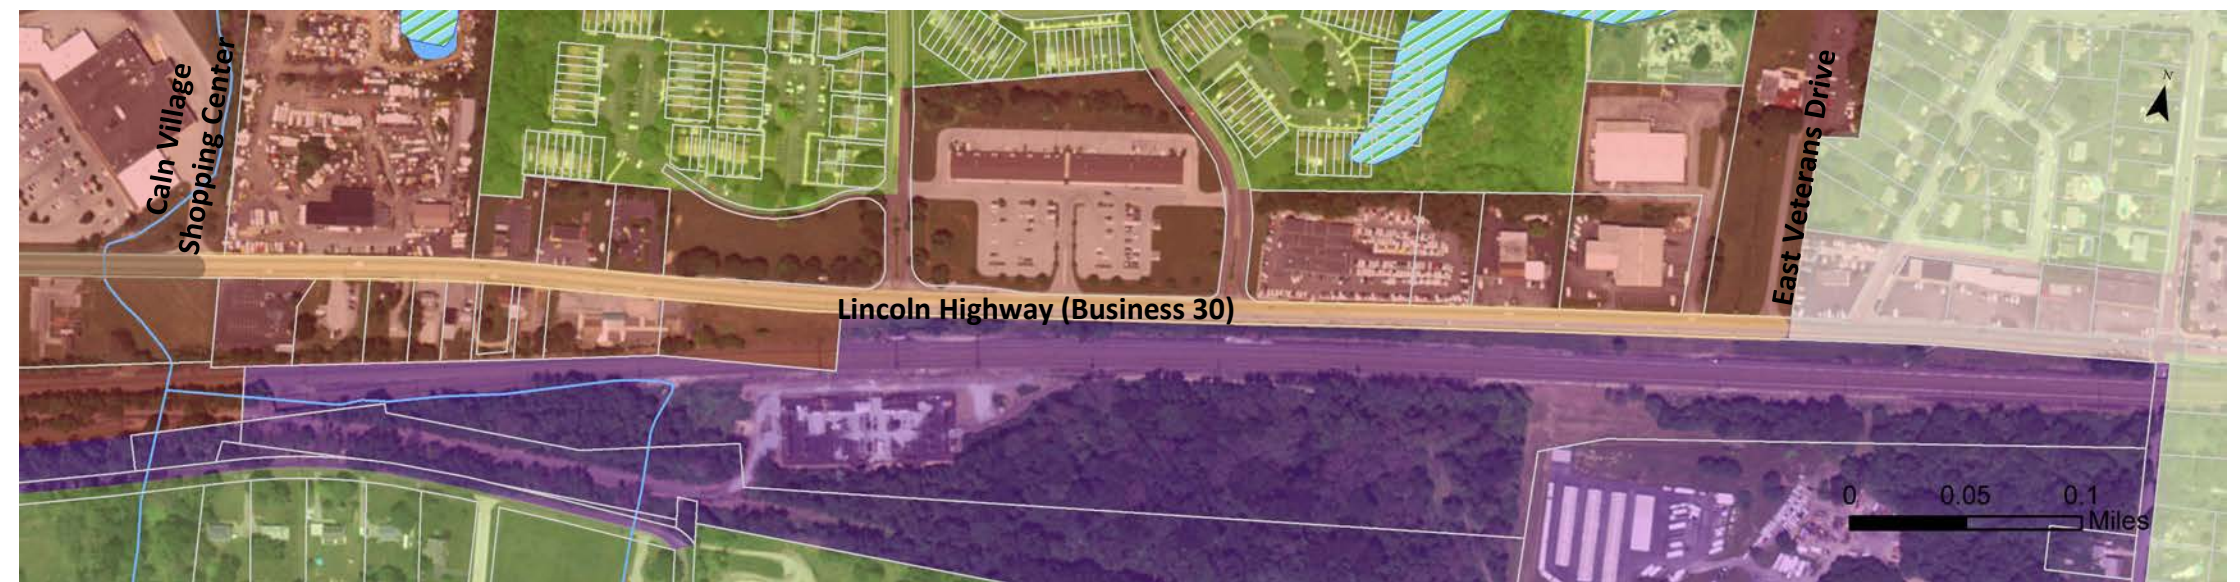 Caln Village
Shopping Center
East Veterans Drive
N
Lincoln Highway (Business 30)
0 0.05 0.1
Miles